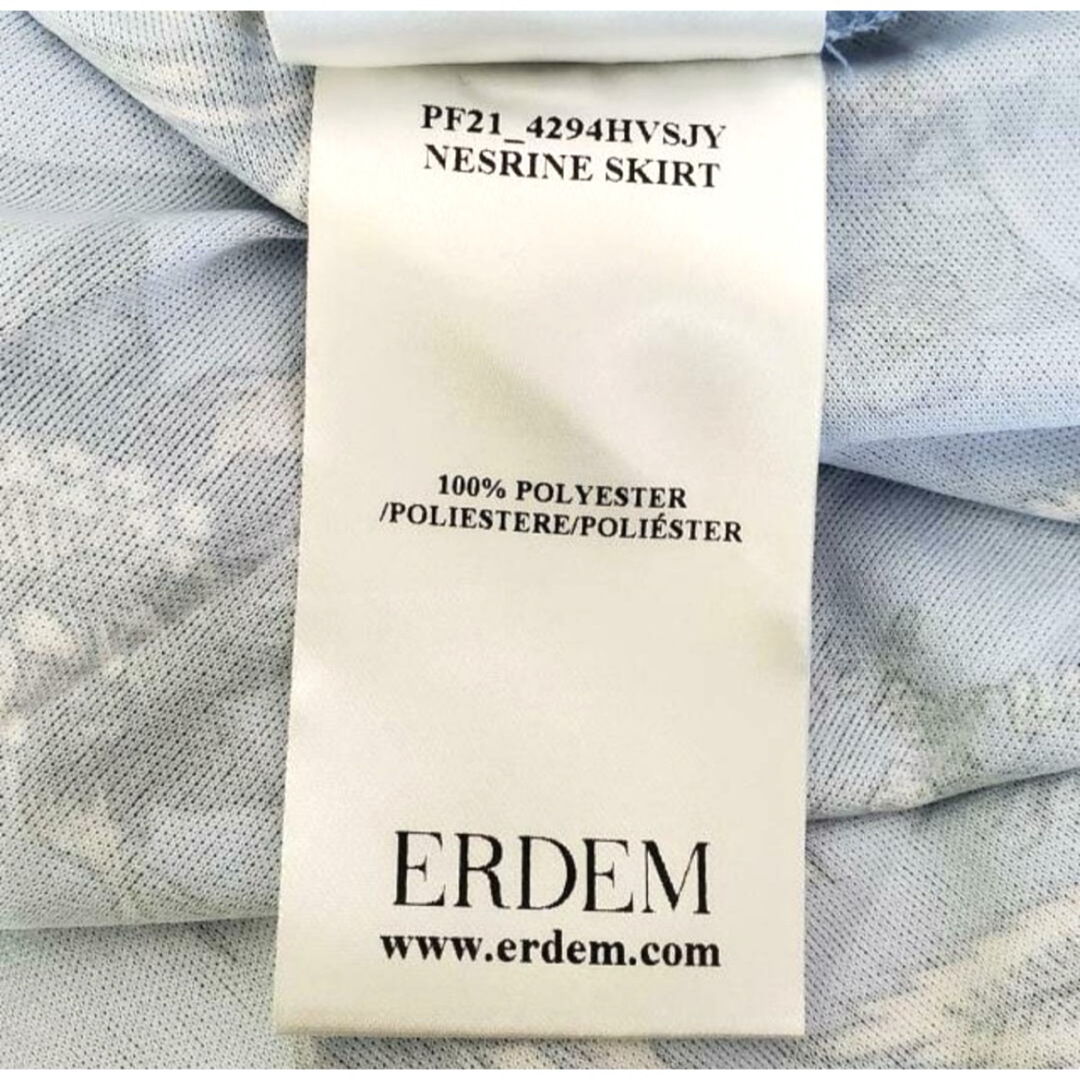 PF21_4294HVSJY
NESRINE SKIRT
100% POLYESTER
/POLIESTERE/POLIÉSTER
ERDEM
www.erdem.com